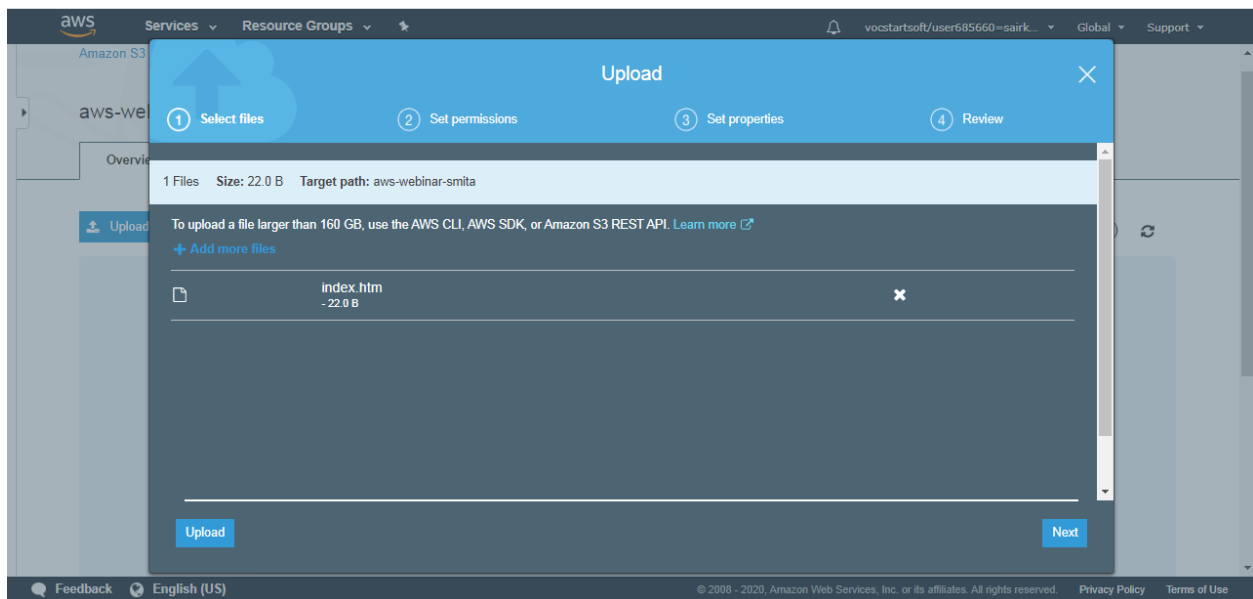 aws Services Resource Groups vocstartsoft/user685660=sairk... Global Support
Amazon S3
Upload
aws-wel
1 Select files 2 Set permissions 3 Set properties 4 Review
Overvie
1 Files Size: 22.0 B Target path: aws-webinar-smita
Upload
To upload a file larger than 160 GB, use the AWS CLI, AWS SDK, or Amazon S3 REST API. Learn more
Add more files
index.htm
- 22.0 B
Upload Next
Feedback English (US) © 2008 - 2020, Amazon Web Services, Inc. or its affiliates. All rights reserved. Privacy Policy Terms of Use